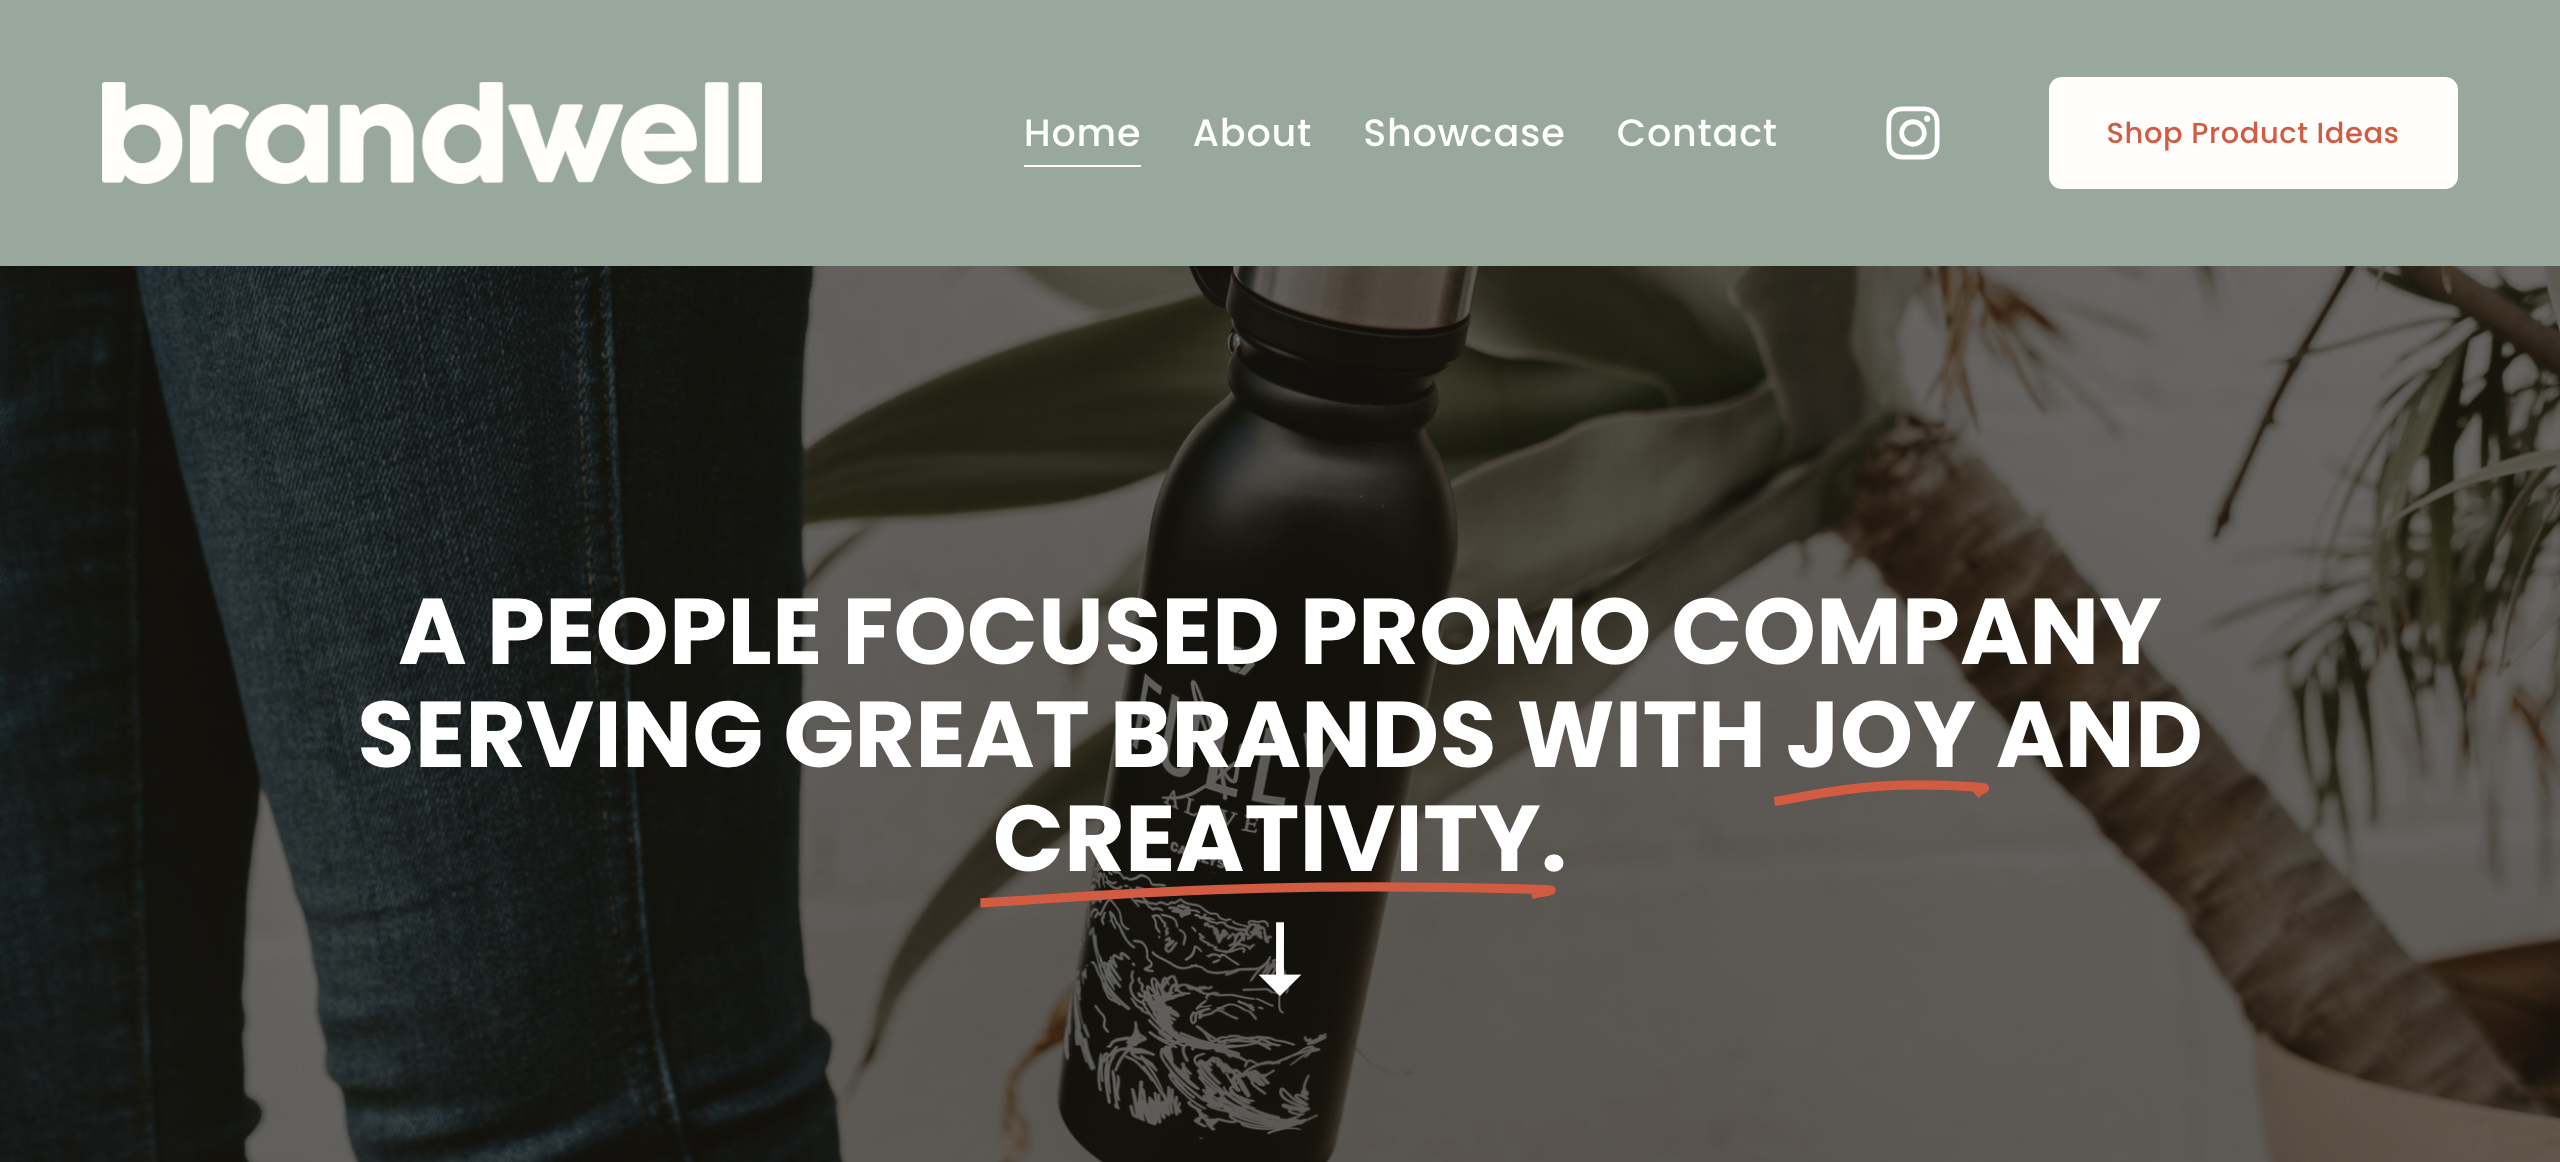 brandwell
Home About Showcase Contact
Shop Product Ideas
A PEOPLE FOCUSED PROMO COMPANY
SERVING GREAT BRANDS WITH JOY AND
CREATIVITY.
ALIVE